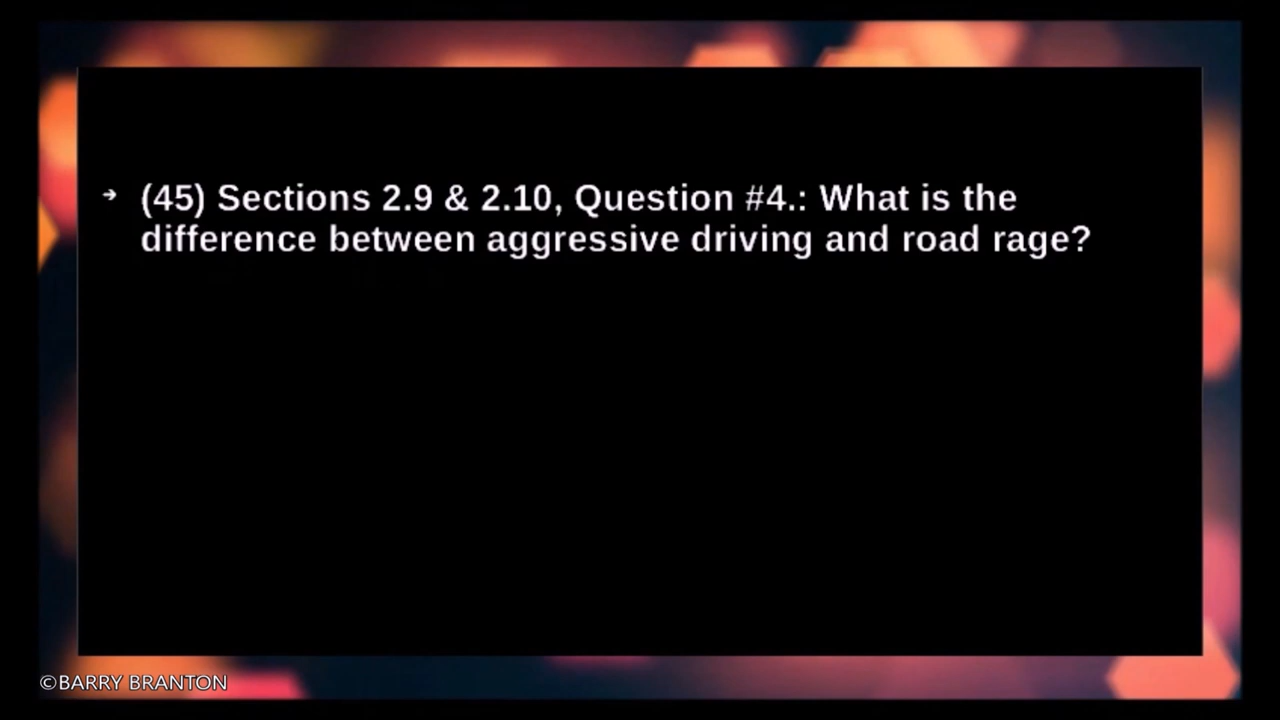 ➔ (45) Sections 2.9 & 2.10, Question #4.: What is the
difference between aggressive driving and road rage?
©BARRY BRANTON